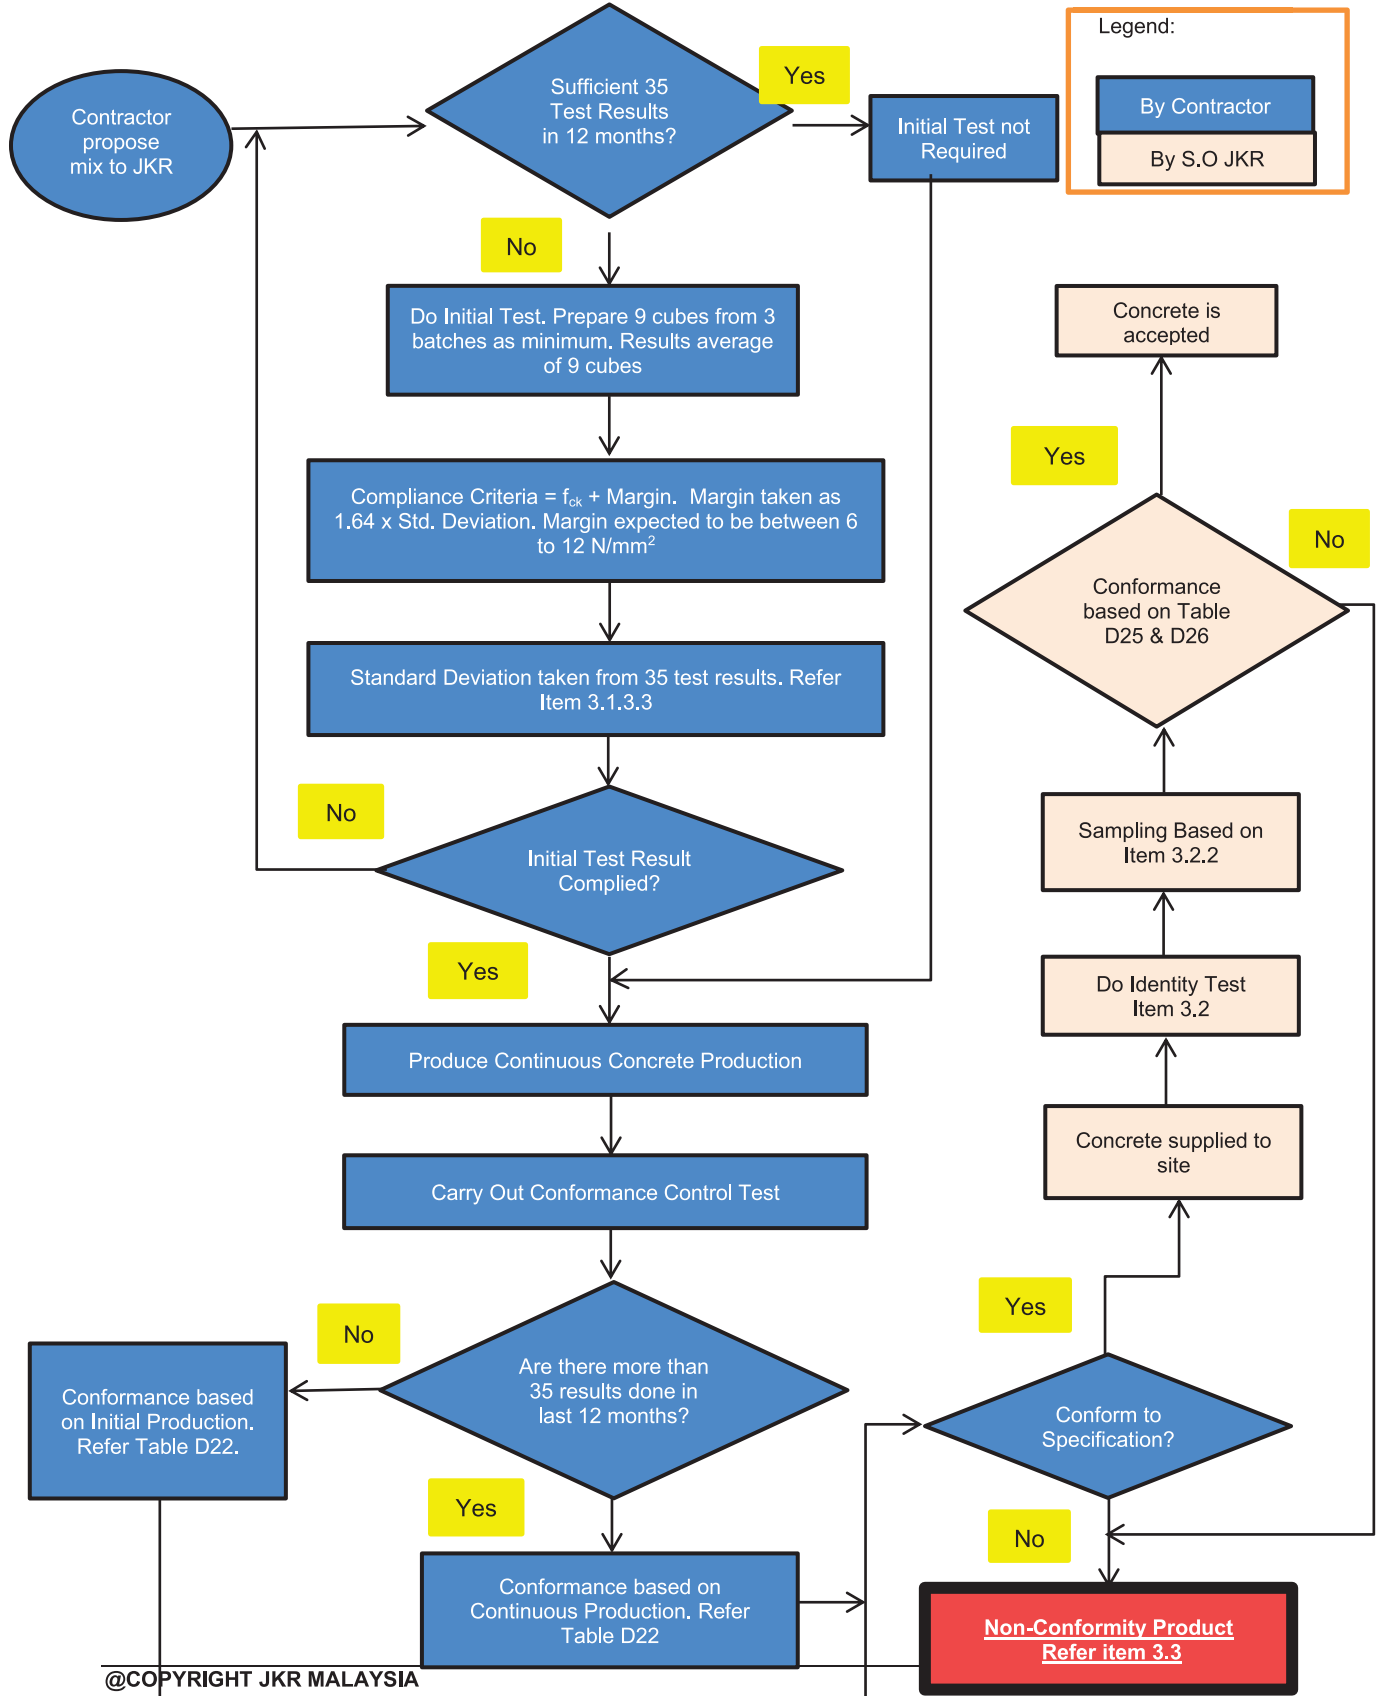 Legend:
By Contractor
By S.O JKR
Contractor
propose
mix to JKR
Sufficient 35
Test Results
in 12 months?
Yes
Initial Test not
Required
No
Do Initial Test. Prepare 9 cubes from 3
batches as minimum. Results average
of 9 cubes
Compliance Criteria = fck + Margin.  Margin taken as
1.64 x Std. Deviation. Margin expected to be between 6
to 12 N/mm²
Standard Deviation taken from 35 test results. Refer
Item 3.1.3.3
No
Initial Test Result
Complied?
Yes
Produce Continuous Concrete Production
Carry Out Conformance Control Test
Are there more than
35 results done in
last 12 months?
No
Conformance based
on Initial Production.
Refer Table D22.
Yes
Conformance based on
Continuous Production. Refer
Table D22
Conform to
Specification?
Yes
Concrete supplied to
site
Do Identity Test
Item 3.2
Sampling Based on
Item 3.2.2
Conformance
based on Table
D25 & D26
Yes
Concrete is
accepted
No
No
Non-Conformity Product
Refer item 3.3
@COPYRIGHT JKR MALAYSIA